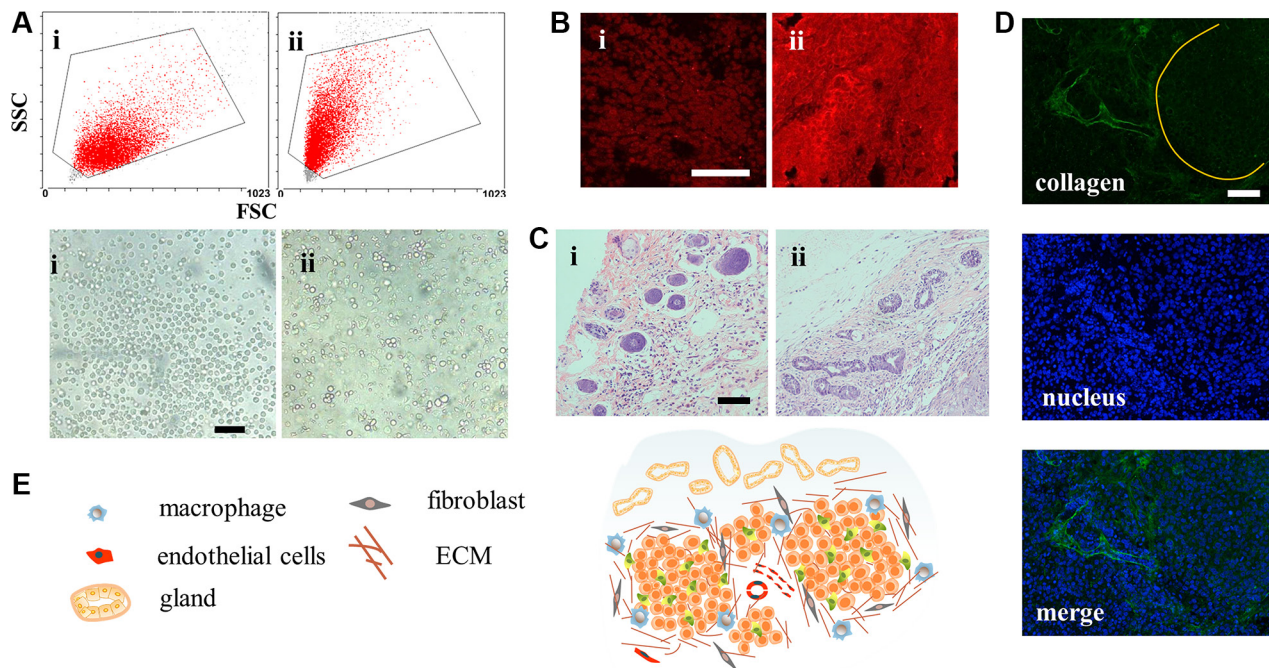 A
i
ii
SSC
0
1023
0
1023
FSC
i
ii
B
i
ii
C
i
ii
D
collagen
nucleus
merge
E
macrophage
fibroblast
endothelial cells
ECM
gland